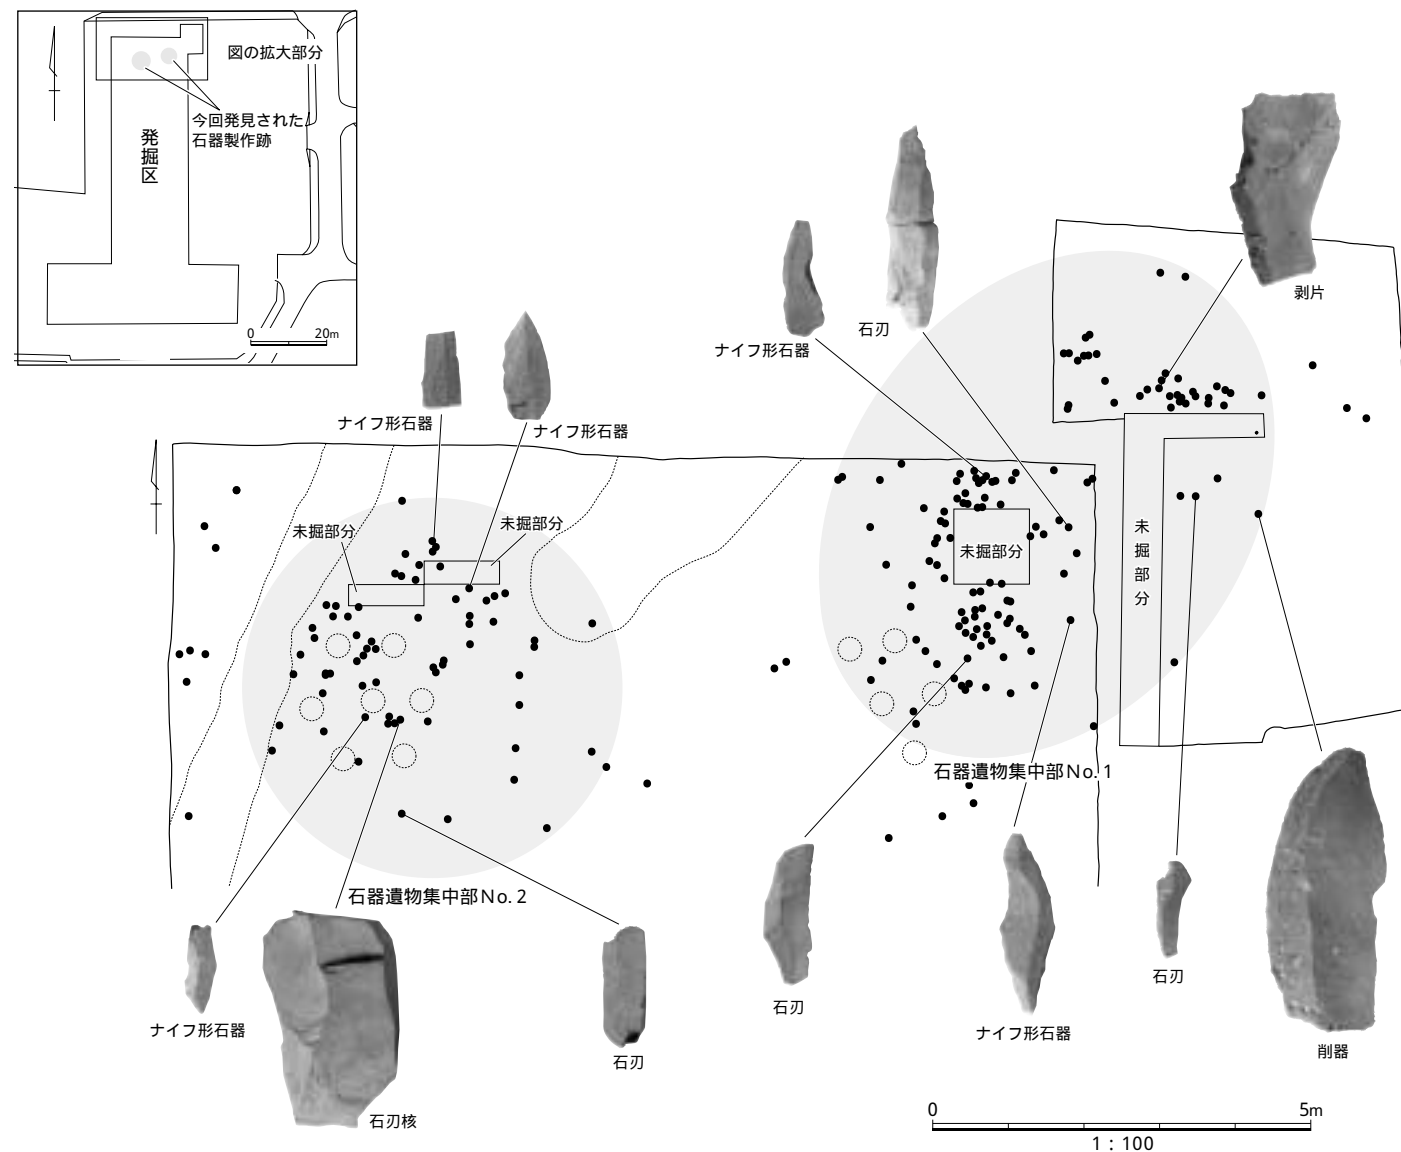 図の拡大部分
今回発見された
石器製作跡
発掘区
0 20m
剥片
石刃
ナイフ形石器
ナイフ形石器
ナイフ形石器
未掘部分
未掘部分
未掘部分
未掘部分
石器遺物集中部No.1
石器遺物集中部No.2
ナイフ形石器
石刃核
石刃
石刃
ナイフ形石器
石刃
削器
0 5m
1：100